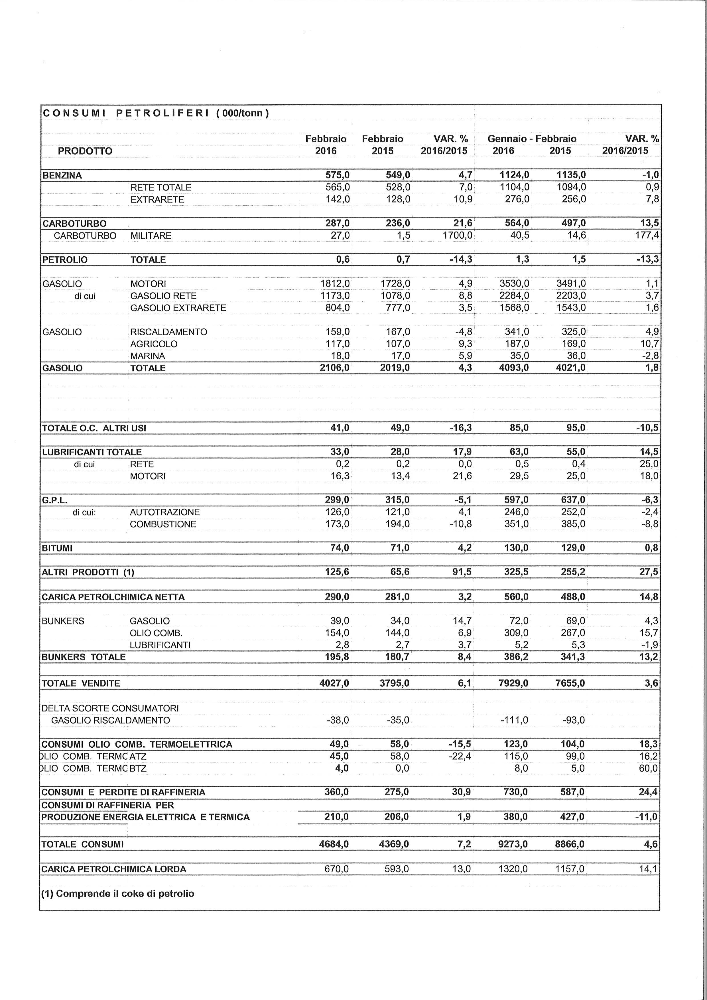 CONSUMI PETROLIFERI ( 000/tonn )
Febbraio Febbraio VAR. % Gennaio - Febbraio VAR. %
PRODOTTO 2016 2015 2016/2015 2016 2015 2016/2015
BENZINA 575,0 549,0 4,7 1124,0 1135,0 -1,0
RETE TOTALE 565,0 528,0 7,0 1104,0 1094,0 0,9
EXTRARETE 142,0 128,0 10,9 276,0 256,0 7,8
CARBOTURBO 287,0 236,0 21,6 564,0 497,0 13,5
CARBOTURBO MILITARE 27,0 1,5 1700,0 40,5 14,6 177,4
PETROLIO TOTALE 0,6 0,7 -14,3 1,3 1,5 -13,3
GASOLIO MOTORI 1812,0 1728,0 4,9 3530,0 3491,0 1,1
di cui GASOLIO RETE 1173,0 1078,0 8,8 2284,0 2203,0 3,7
GASOLIO EXTRARETE 804,0 777,0 3,5 1568,0 1543,0 1,6
GASOLIO RISCALDAMENTO 159,0 167,0 -4,8 341,0 325,0 4,9
AGRICOLO 117,0 107,0 9,3 187,0 169,0 10,7
MARINA 18,0 17,0 5,9 35,0 36,0 -2,8
GASOLIO TOTALE 2106,0 2019,0 4,3 4093,0 4021,0 1,8
TOTALE O.C. ALTRI USI 41,0 49,0 -16,3 85,0 95,0 -10,5
LUBRIFICANTI TOTALE 33,0 28,0 17,9 63,0 55,0 14,5
di cui RETE 0,2 0,2 0,0 0,5 0,4 25,0
MOTORI 16,3 13,4 21,6 29,5 25,0 18,0
G.P.L. 299,0 315,0 -5,1 597,0 637,0 -6,3
di cui: AUTOTRAZIONE 126,0 121,0 4,1 246,0 252,0 -2,4
COMBUSTIONE 173,0 194,0 -10,8 351,0 385,0 -8,8
BITUMI 74,0 71,0 4,2 130,0 129,0 0,8
ALTRI PRODOTTI (1) 125,6 65,6 91,5 325,5 255,2 27,5
CARICA PETROLCHIMICA NETTA 290,0 281,0 3,2 560,0 488,0 14,8
BUNKERS GASOLIO 39,0 34,0 14,7 72,0 69,0 4,3
OLIO COMB. 154,0 144,0 6,9 309,0 267,0 15,7
LUBRIFICANTI 2,8 2,7 3,7 5,2 5,3 -1,9
BUNKERS TOTALE 195,8 180,7 8,4 386,2 341,3 13,2
TOTALE VENDITE 4027,0 3795,0 6,1 7929,0 7655,0 3,6
DELTA SCORTE CONSUMATORI
GASOLIO RISCALDAMENTO -38,0 -35,0 -111,0 -93,0
CONSUMI OLIO COMB. TERMOELETTRICA 49,0 58,0 -15,5 123,0 104,0 18,3
OLIO COMB. TERMO ATZ 45,0 58,0 -22,4 115,0 99,0 16,2
OLIO COMB. TERMO BTZ 4,0 0,0 8,0 5,0 60,0
CONSUMI E PERDITE DI RAFFINERIA 360,0 275,0 30,9 730,0 587,0 24,4
CONSUMI DI RAFFINERIA PER
PRODUZIONE ENERGIA ELETTRICA E TERMICA 210,0 206,0 1,9 380,0 427,0 -11,0
TOTALE CONSUMI 4684,0 4369,0 7,2 9273,0 8866,0 4,6
CARICA PETROLCHIMICA LORDA 670,0 593,0 13,0 1320,0 1157,0 14,1
(1) Comprende il coke di petrolio